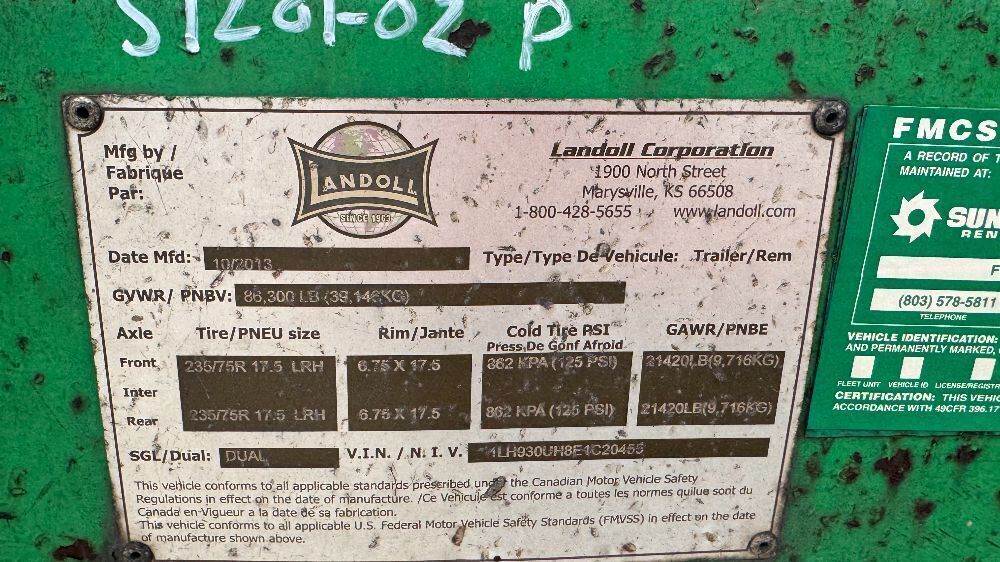 S1201-02 P
Mfg by /
Fabrique
Par:
LANDOLL
SINCE 1963
Landoll Corporation
1900 North Street
Marysville, KS 66508
1-800-428-5655 www.landoll.com
Date Mfd: 10/2013 Type/Type De Vehicule: Trailer/Rem
GVWR/ PNBV: 86,300 LB (39,146KG)
Axle Tire/PNEU size Rim/Jante Cold Tire PSI GAWR/PNBE
Press De Gonf Afroid
Front 235/75R 17.5 LRH 6.75 X 17.5 862 KPA (125 PSI) 21420LB(9,716KG)
Inter
Rear 235/75R 17.5 LRH 6.75 X 17.5 862 KPA (125 PSI) 21420LB(9,716KG)
SGL/Dual: DUAL V.I.N. / N. I. V. 1LH930UH8E1C20455
This vehicle conforms to all applicable standards prescribed under the Canadian Motor Vehicle Safety
Regulations in effect on the date of manufacture. /Ce Vehicule est conforme a toutes les normes quilue sont du
Canada en-Vigueur a la date de sa fabrication.
This vehicle conforms to all applicable U.S. Federal Motor Vehicle Safety Standards (FMVSS) in effect on the date
of manufacture shown above.
FMCS
A RECORD OF
MAINTAINED AT:
SUN
REN
(803) 578-5811
TELEPHONE
VEHICLE IDENTIFICATION:
AND PERMANENTLY MARKED,
FLEET UNIT VEHICLE ID LICENSE/REGISTR
CERTIFICATION: THIS VEHIC
ACCORDANCE WITH 49CFR 396.17